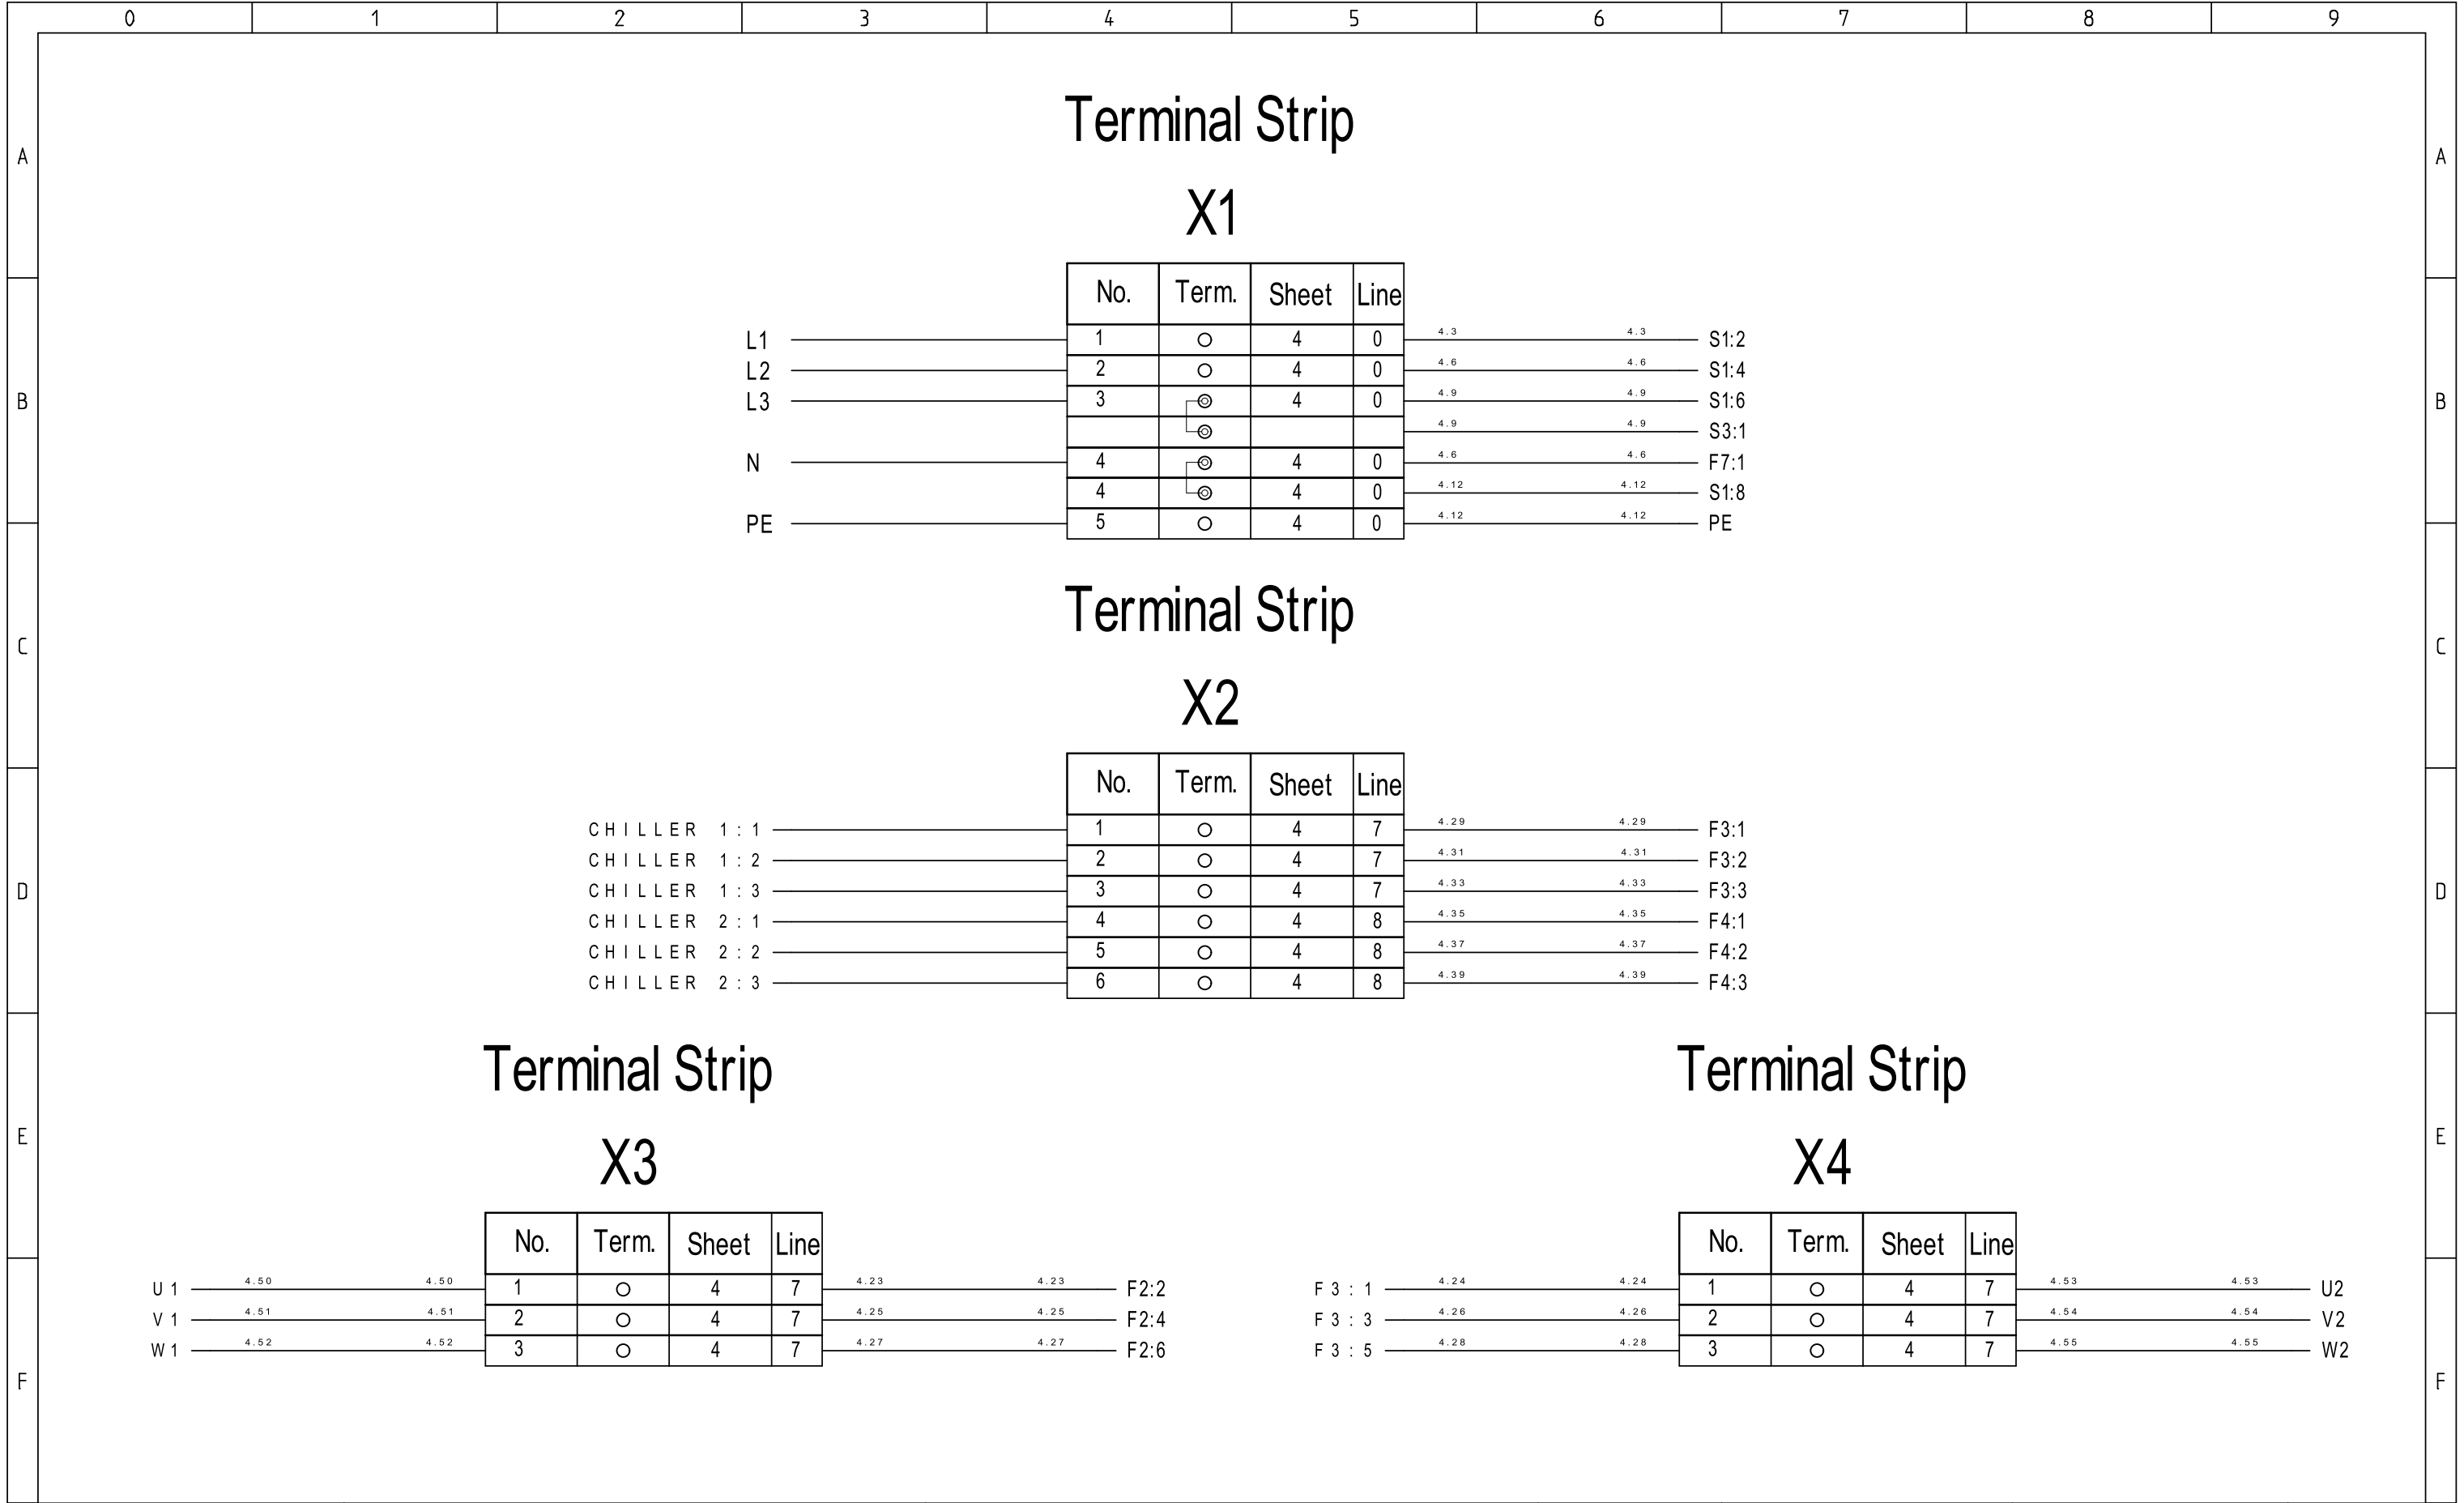 0 1 2 3 4 5 6 7 8 9
Terminal Strip
A A
X1
No. Term. Sheet Line
L1 1 4 0 4.3 4.3 S1:2
L2 2 4 0 4.6 4.6 S1:4
B L3 3 4 0 4.9 4.9 S1:6 B
4.9 4.9 S3:1
N 4 4 0 4.6 4.6 F7:1
4 4 0 4.12 4.12 S1:8
PE 5 4 0 4.12 4.12 PE
Terminal Strip
C C
X2
No. Term. Sheet Line
CHILLER 1:1 1 4 7 4.29 4.29 F3:1
CHILLER 1:2 2 4 7 4.31 4.31 F3:2
D CHILLER 1:3 3 4 7 4.33 4.33 F3:3 D
CHILLER 2:1 4 4 8 4.35 4.35 F4:1
CHILLER 2:2 5 4 8 4.37 4.37 F4:2
CHILLER 2:3 6 4 8 4.39 4.39 F4:3
Terminal Strip Terminal Strip
E E
X3 X4
No. Term. Sheet Line No. Term. Sheet Line
U1 4.50 4.50 1 4 7 4.23 4.23 F2:2 F3:1 4.24 4.24 1 4 7 4.53 4.53 U2
V1 4.51 4.51 2 4 7 4.25 4.25 F2:4 F3:3 4.26 4.26 2 4 7 4.54 4.54 V2
W1 4.52 4.52 3 4 7 4.27 4.27 F2:6 F3:5 4.28 4.28 3 4 7 4.55 4.55 W2
F F